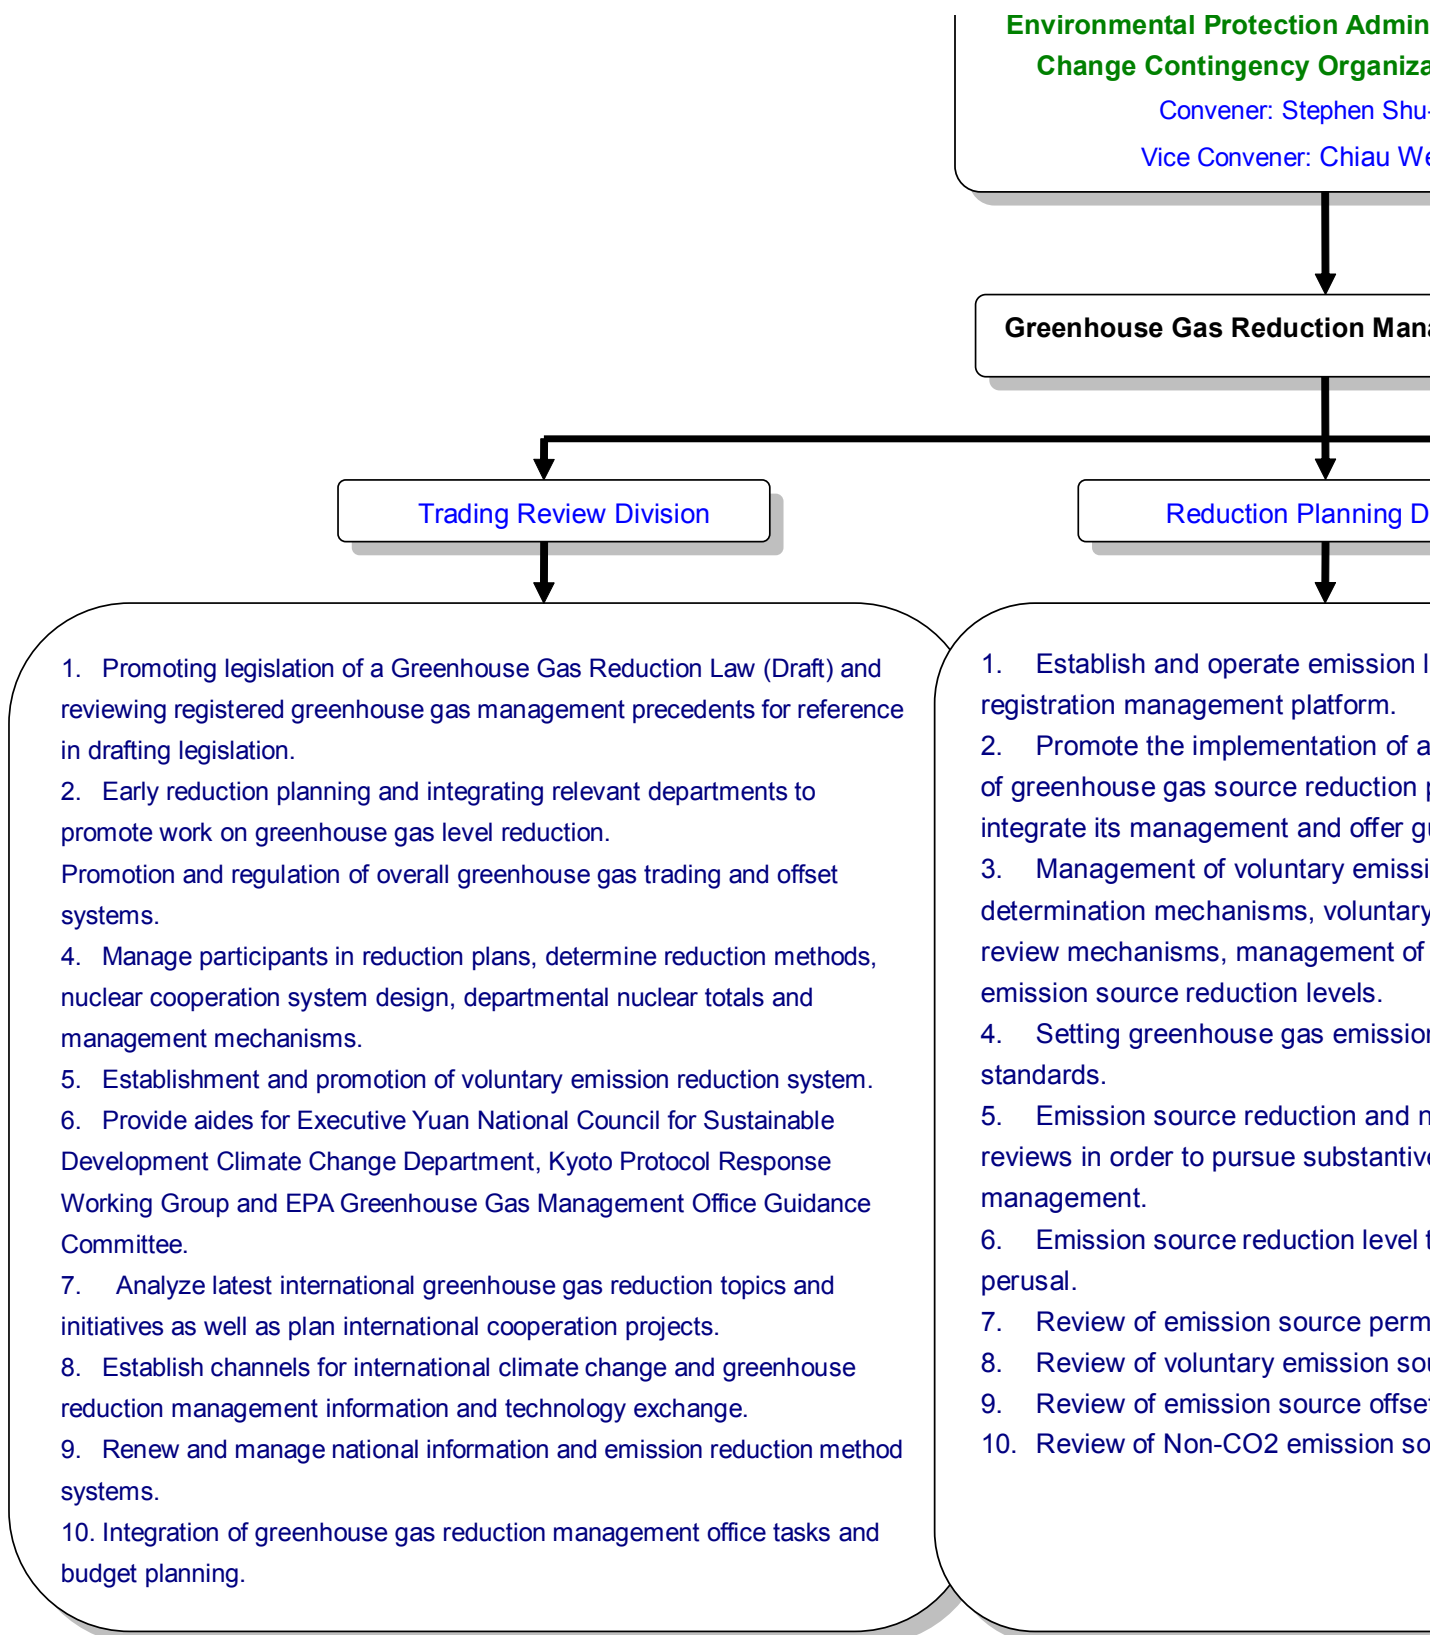 Environmental Protection
Change Contingency
Convener: Stephen
Vice Convener: Chiau
Greenhouse Gas Reduction
Trading Review Division
Reduction Planning
1. Promoting legislation of a Greenhouse Gas Reduction Law (Draft) and
reviewing registered greenhouse gas management precedents for reference
in drafting legislation.
2. Early reduction planning and integrating relevant departments to
promote work on greenhouse gas level reduction.
Promotion and regulation of overall greenhouse gas trading and offset
systems.
4. Manage participants in reduction plans, determine reduction methods,
nuclear cooperation system design, departmental nuclear totals and
management mechanisms.
5. Establishment and promotion of voluntary emission reduction system.
6. Provide aides for Executive Yuan National Council for Sustainable
Development Climate Change Department, Kyoto Protocol Response
Working Group and EPA Greenhouse Gas Management Office Guidance
Committee.
7. Analyze latest international greenhouse gas reduction topics and
initiatives as well as plan international cooperation projects.
8. Establish channels for international climate change and greenhouse
reduction management information and technology exchange.
9. Renew and manage national information and emission reduction method
systems.
10. Integration of greenhouse gas reduction management office tasks and
budget planning.
1. Establish and operate emission
registration management platform.
2. Promote the implementation of
of greenhouse gas source reduction
integrate its management and offer
3. Management of voluntary
determination mechanisms, voluntary
review mechanisms, management of
emission source reduction levels.
4. Setting greenhouse gas
standards.
5. Emission source reduction and
reviews in order to pursue
management.
6. Emission source reduction level
perusal.
7. Review of emission source
8. Review of voluntary emission
9. Review of emission source
10. Review of Non-CO2 emission